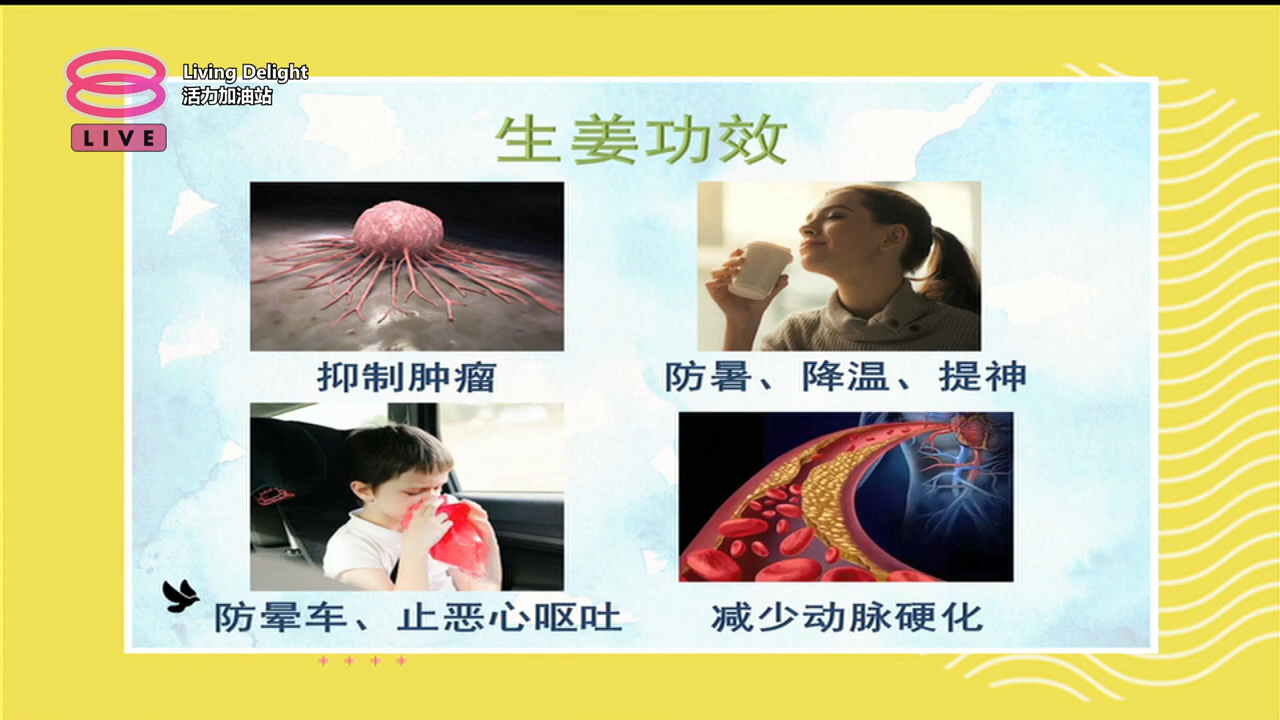 Living Delight
活力加油站
LIVE
生姜功效
抑制肿瘤
防暑、降温、提神
防晕车、止恶心呕吐
减少动脉硬化